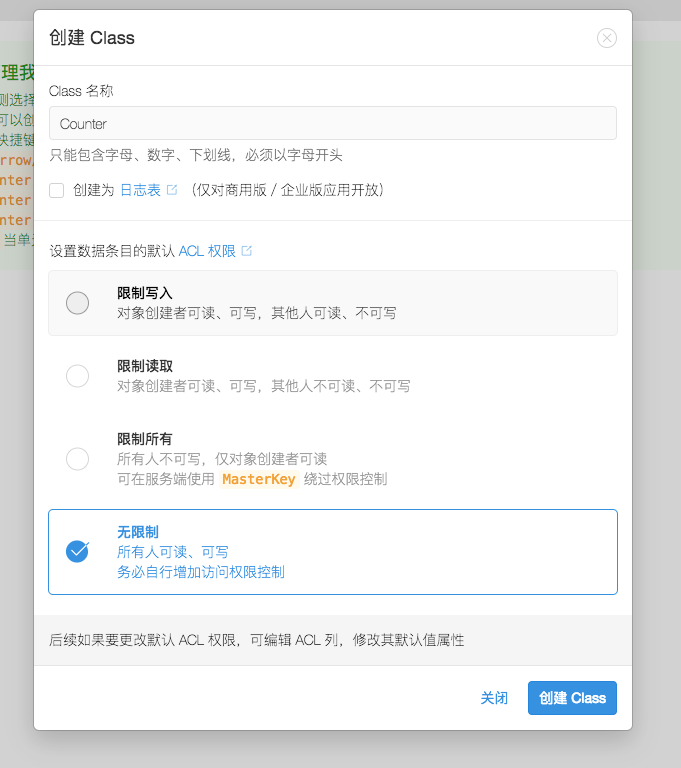 创建 Class
理我
Class 名称
则选择
Counter
可以创
快捷键
只能包含字母、数字、下划线，必须以字母开头
rrow/
nter
创建为 日志表 （仅对商用版 / 企业版应用开放）
nter
nter
当单元
设置数据条目的默认 ACL 权限
限制写入
对象创建者可读、可写，其他人可读、不可写
限制读取
对象创建者可读、可写，其他人不可读、不可写
限制所有
所有人不可写，仅对象创建者可读
可在服务端使用 MasterKey 绕过权限控制
无限制
所有人可读、可写
务必自行增加访问权限控制
后续如果要更改默认 ACL 权限，可编辑 ACL 列，修改其默认值属性
关闭 创建 Class